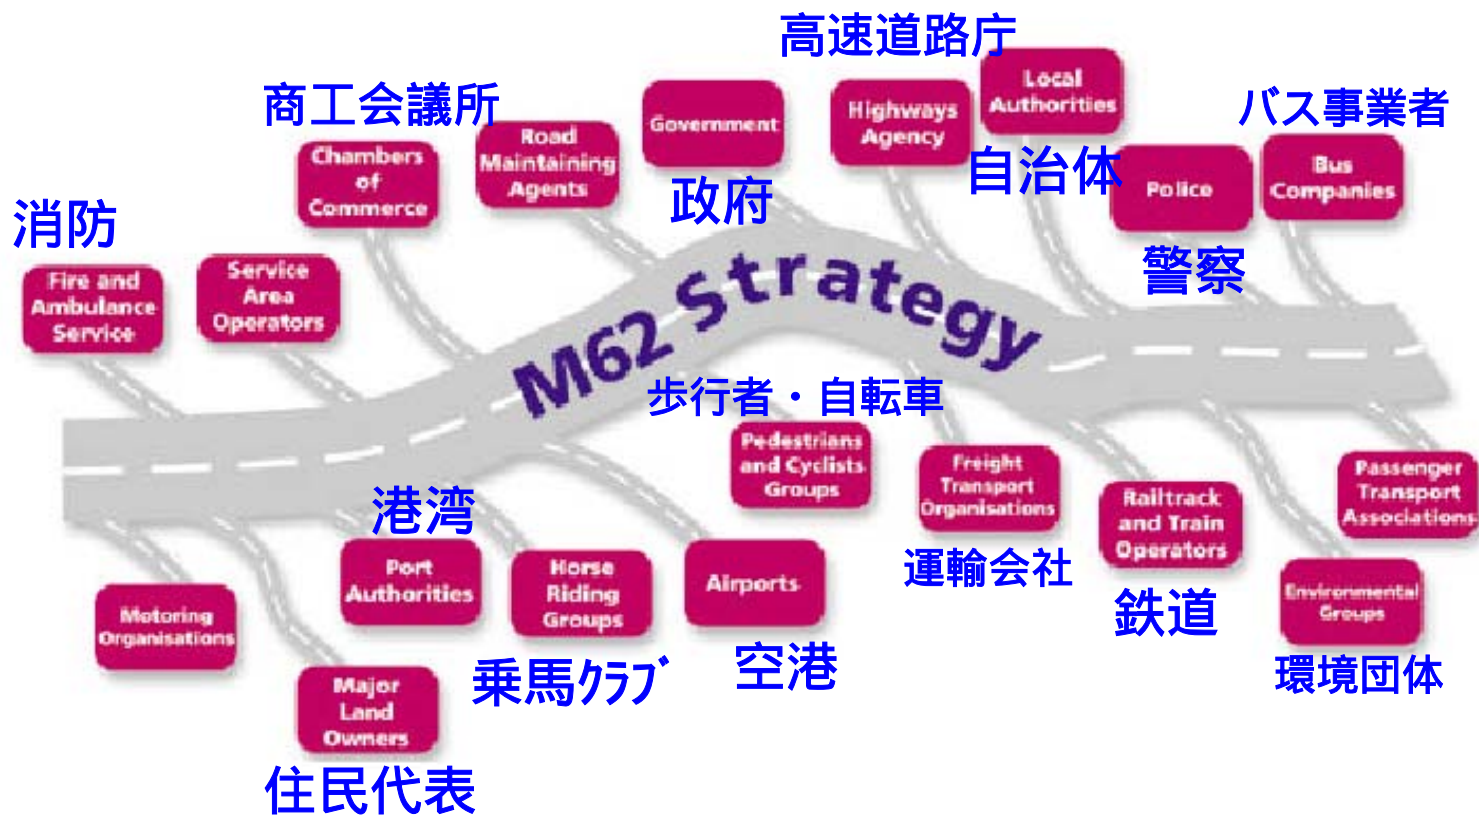 高速道路庁
Local
Authorities
商工会議所
バス事業者
Government
Highways
Agency
Road
Maintaining
Agents
Chambers
of
Commerce
自治体
Police
Bus
Companies
政府
消防
警察
Fire and
Ambulance
Service
Service
Area
Operators
M62 Strategy
歩行者・自転車
Pedestrians
and Cyclists
Groups
Freight
Transport
Organisations
Passenger
Transport
Associations
港湾
Railtrack
and Train
Operators
Port
Authorities
Horse
Riding
Groups
Airports
運輸会社
Environmental
Groups
Motoring
Organisations
鉄道
乗馬ｸﾗﾌﾞ
空港
環境団体
Major
Land
Owners
住民代表